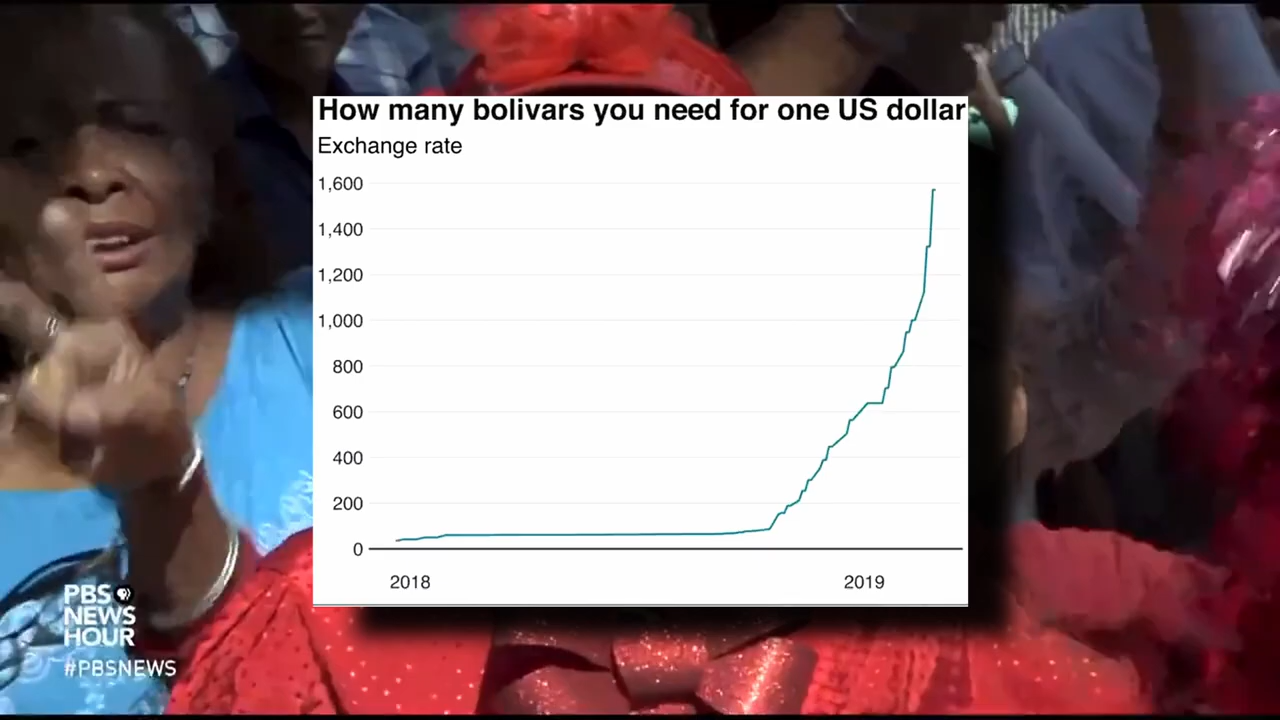 How many bolivars you need for one US dollar
Exchange rate
1,600
1,400
1,200
1,000
800
600
400
200
0
2018 2019
PBS
NEWS
HOUR
#PBSNEWS